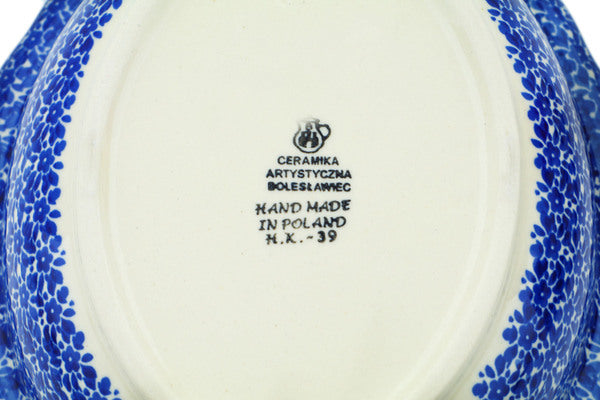 CERAMIKA
ARTYSTYCZNA
BOLESŁAWIEC
HAND MADE
IN POLAND
H.K.-39